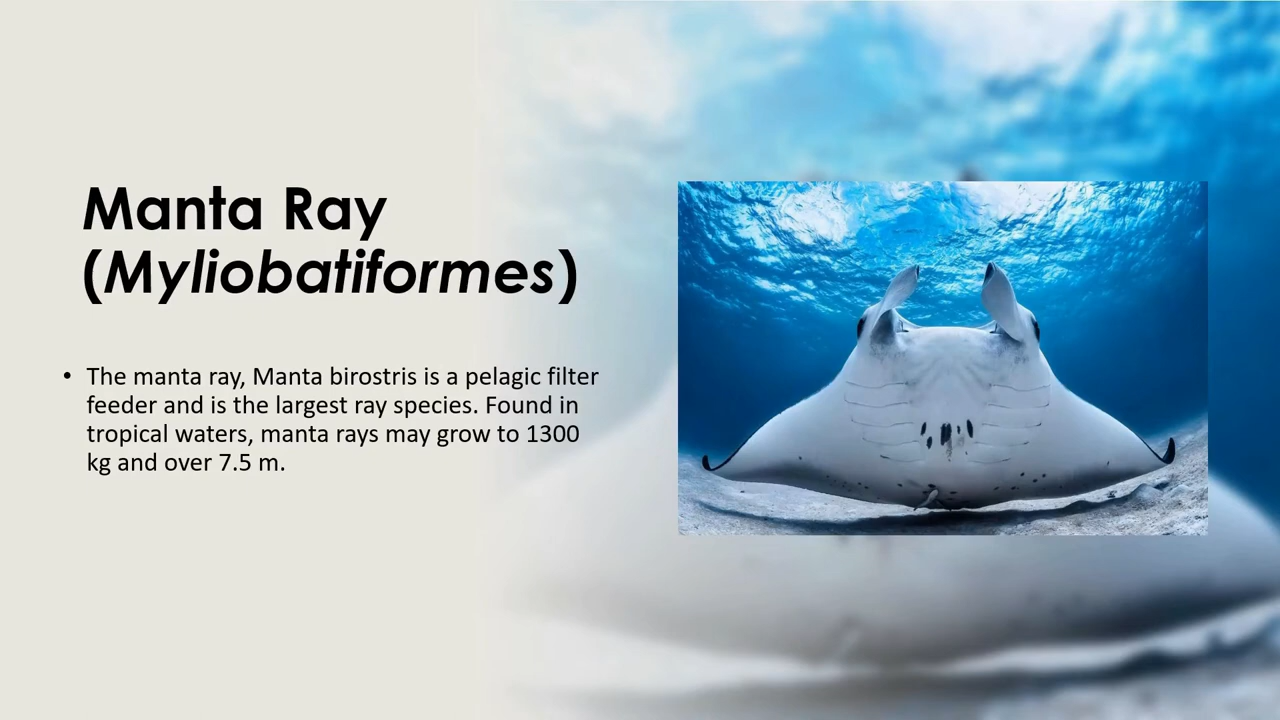 Manta Ray
(Myliobatiformes)
• The manta ray, Manta birostris is a pelagic filter
feeder and is the largest ray species. Found in
tropical waters, manta rays may grow to 1300
kg and over 7.5 m.